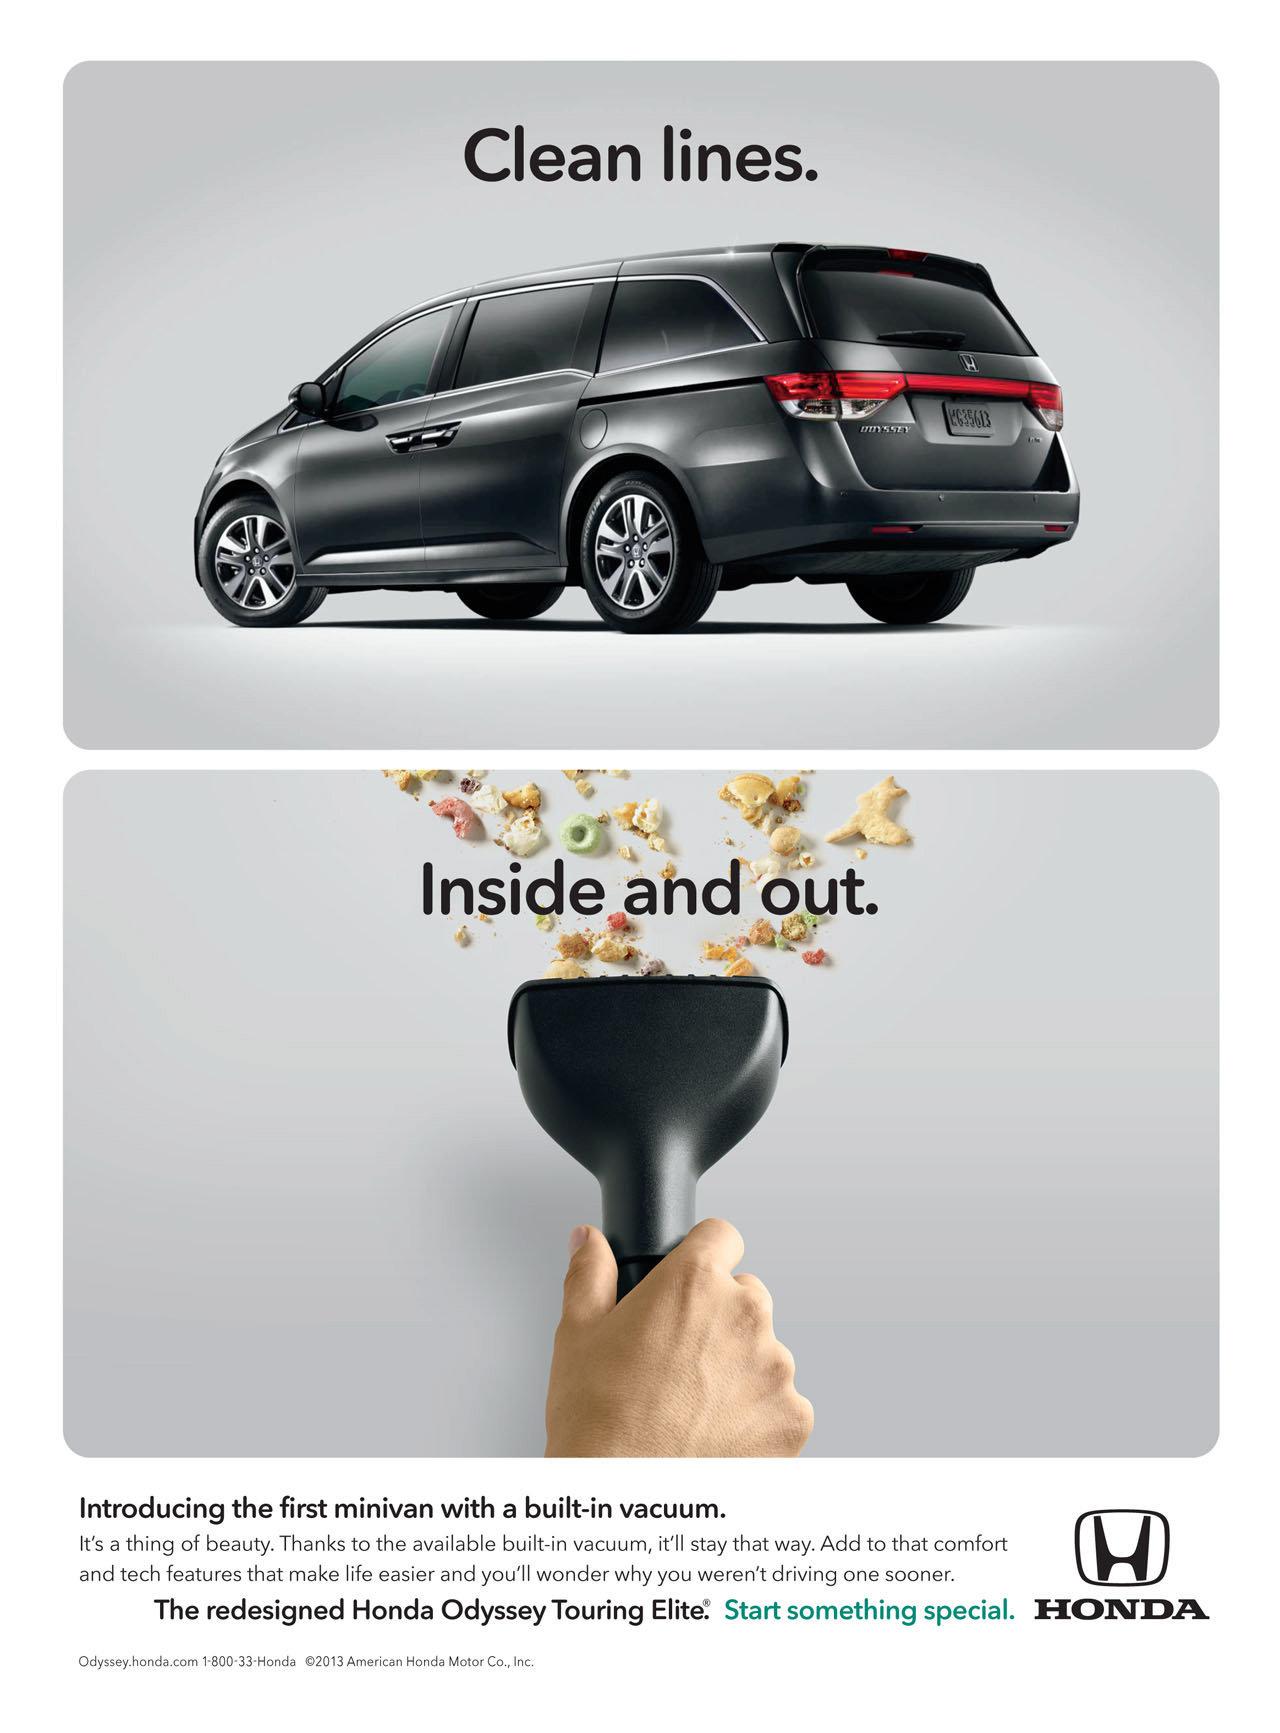 Clean lines.
ODYSSEY
Inside and out.
Introducing the first minivan with a built-in vacuum.
It’s a thing of beauty. Thanks to the available built-in vacuum, it’ll stay that way. Add to that comfort
and tech features that make life easier and you’ll wonder why you weren’t driving one sooner.
The redesigned Honda Odyssey Touring Elite.® Start something special.
HONDA
Odyssey.honda.com 1-800-33-Honda ©2013 American Honda Motor Co., Inc.